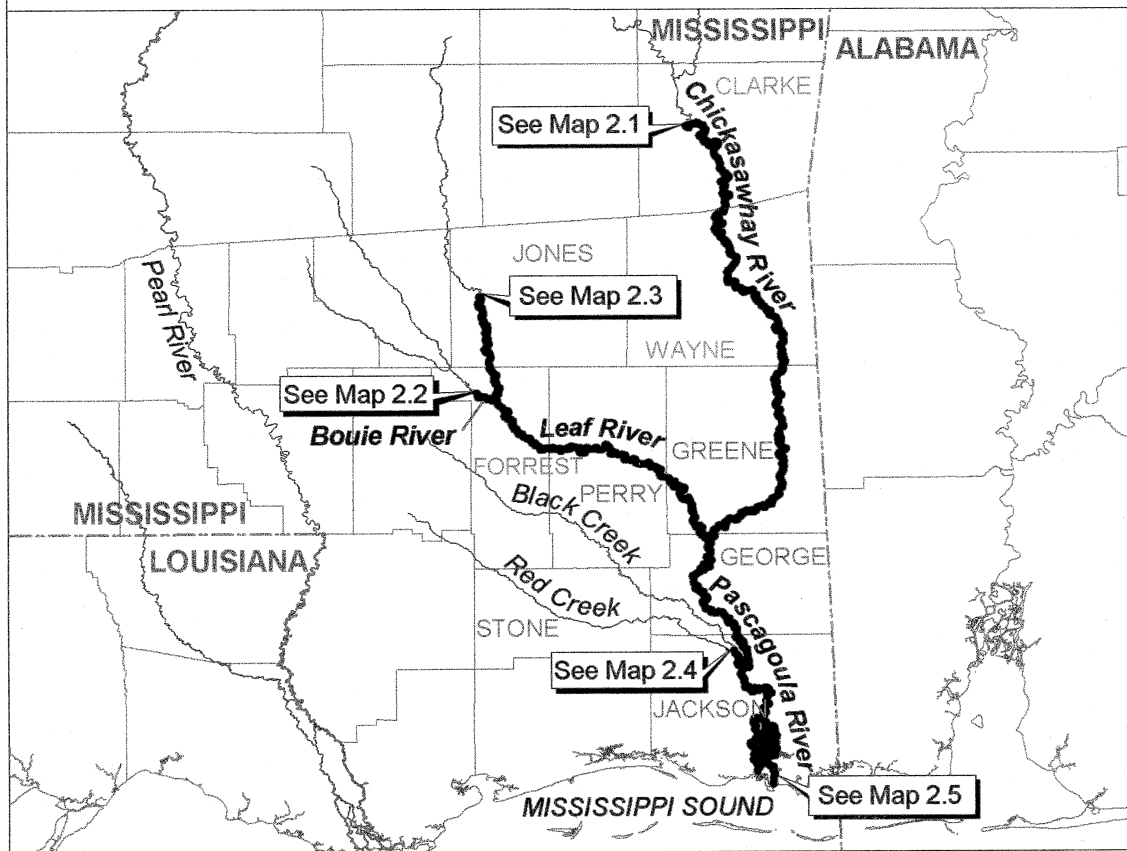 MISSISSIPPI
ALABAMA
CLARKE
Chickasawhay River
See Map 2.1
JONES
Pearl River
See Map 2.3
WAYNE
See Map 2.2
Bouie River
Leaf River
GREENE
FORREST
PERRY
Black Creek
MISSISSIPPI
LOUISIANA
GEORGE
Red Creek
Pascagoula River
STONE
See Map 2.4
JACKSON
See Map 2.5
MISSISSIPPI SOUND